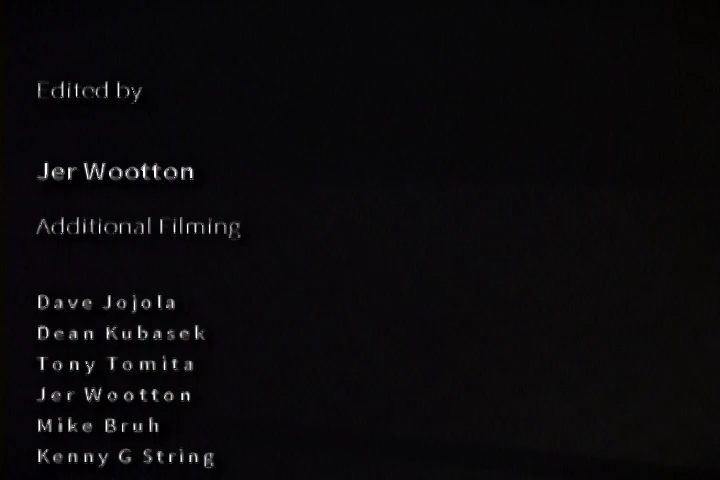 Edited by
Jer Wootton
Additional Filming
Dave Jojola
Dean Kubasek
Tony Tomita
Jer Wootton
Mike Bruh
Kenny G String